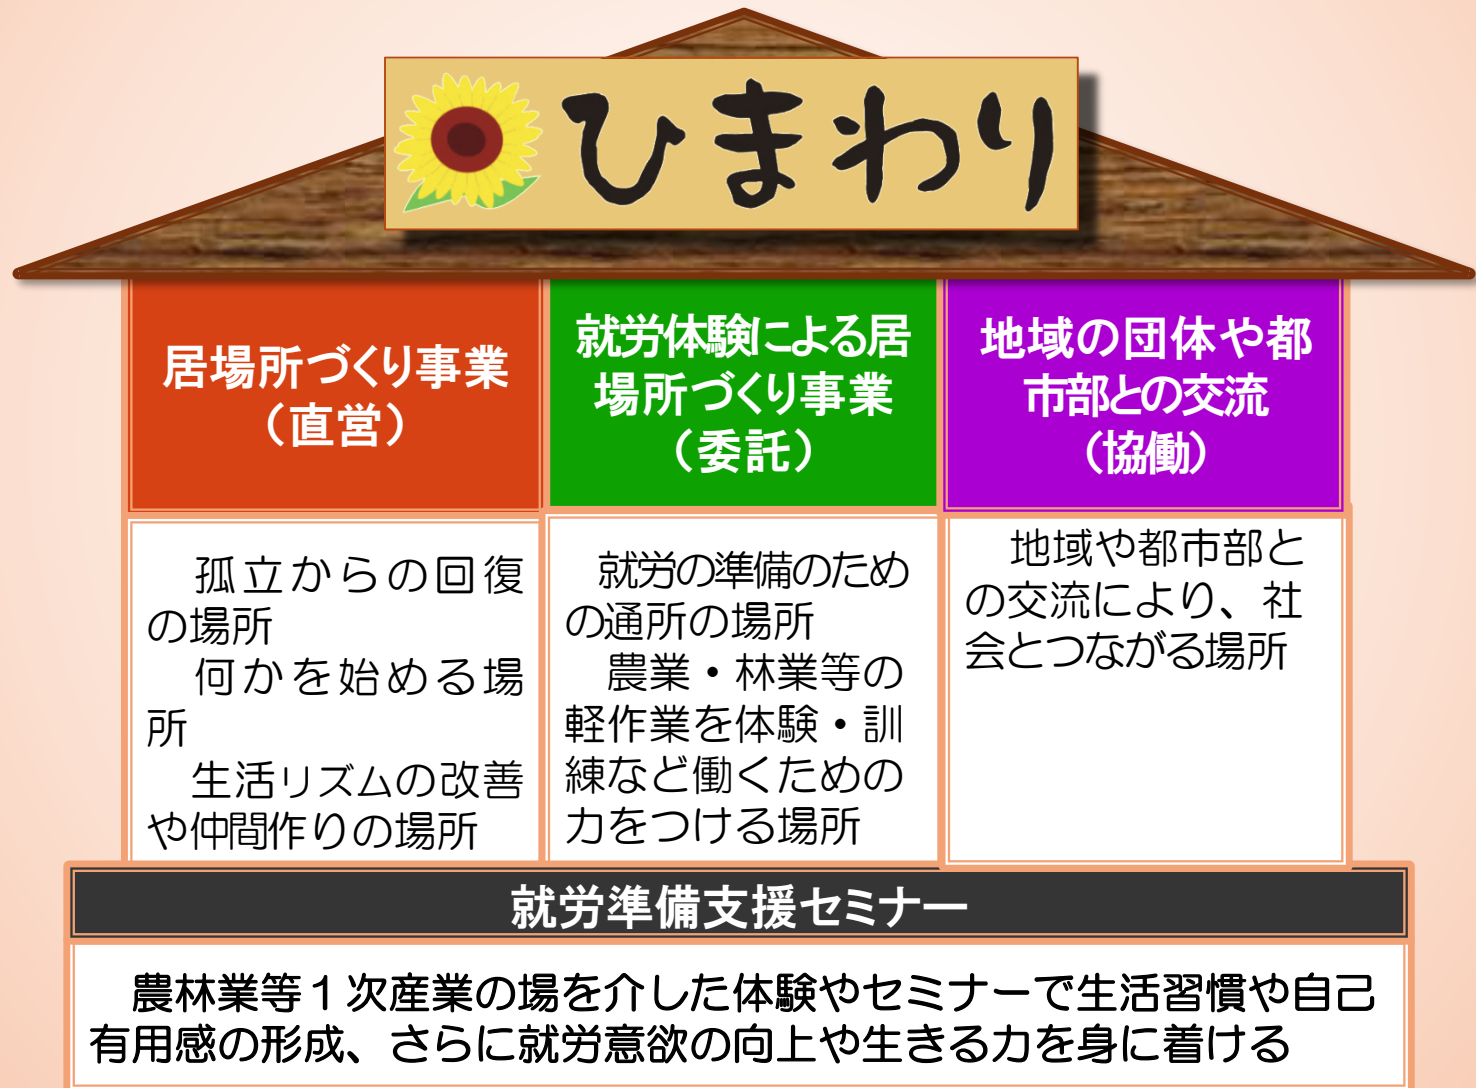 ひまわり
居場所づくり事業
（直営）
就労体験による居
場所づくり事業
（委託）
地域の団体や都
市部との交流
（協働）
孤立からの回復
の場所
何かを始める場
所
生活リズムの改善
や仲間作りの場所
就労の準備のため
の通所の場所
農業・林業等の
軽作業を体験・訓
練など働くための
力をつける場所
地域や都市部と
の交流により、社
会とつながる場所
就労準備支援セミナー
農林業等１次産業の場を介した体験やセミナーで生活習慣や自己
有用感の形成、さらに就労意欲の向上や生きる力を身に着ける